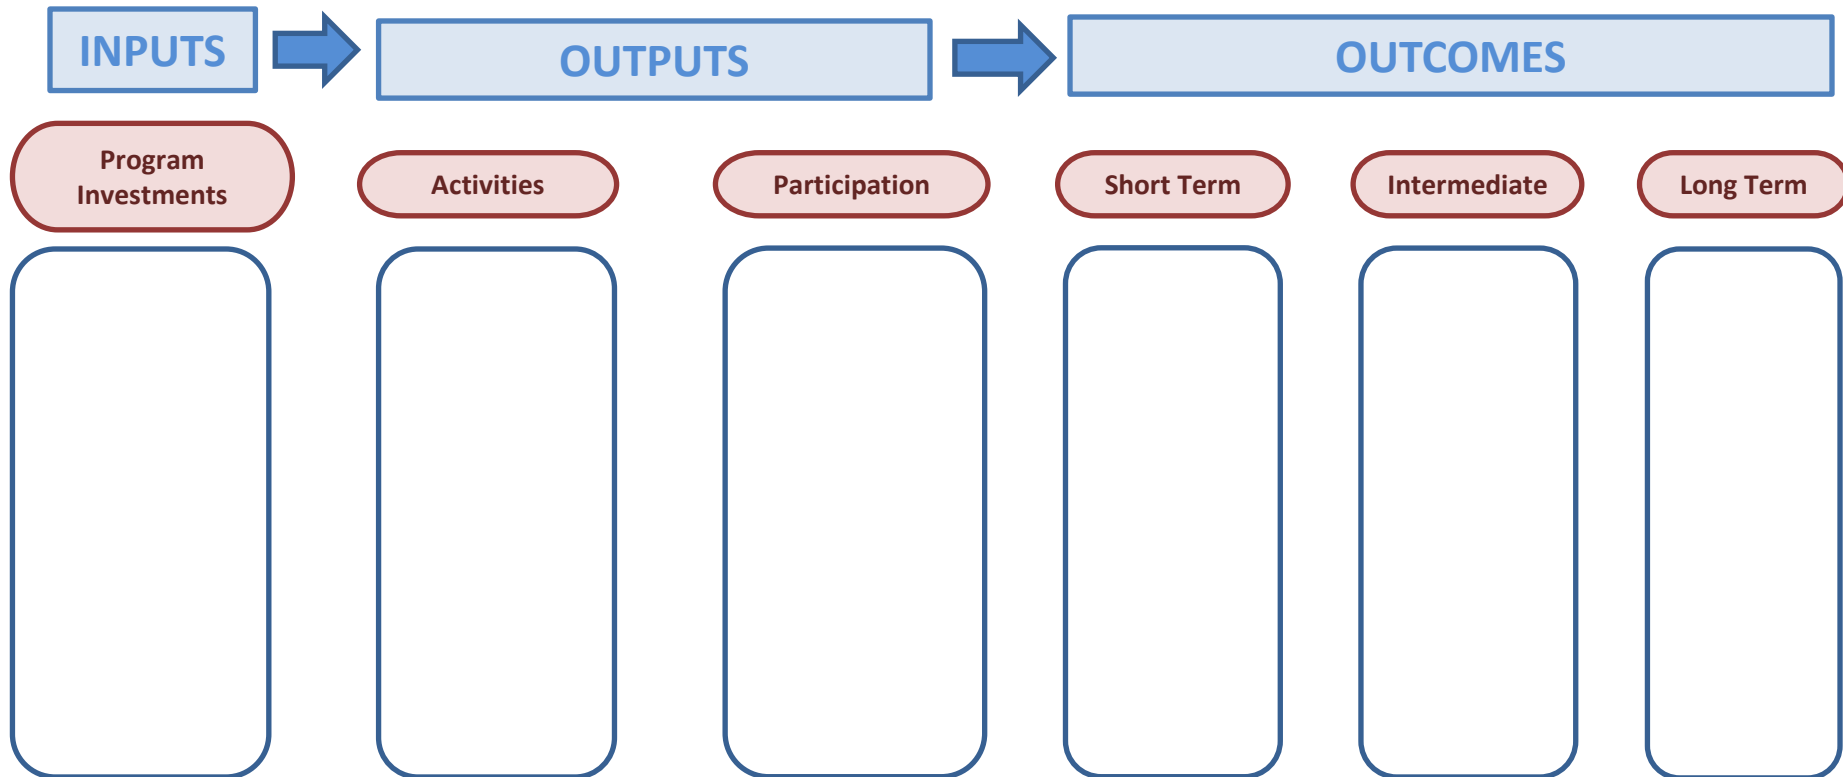 INPUTS
OUTPUTS
OUTCOMES
Program
Investments
Activities
Participation
Short Term
Intermediate
Long Term